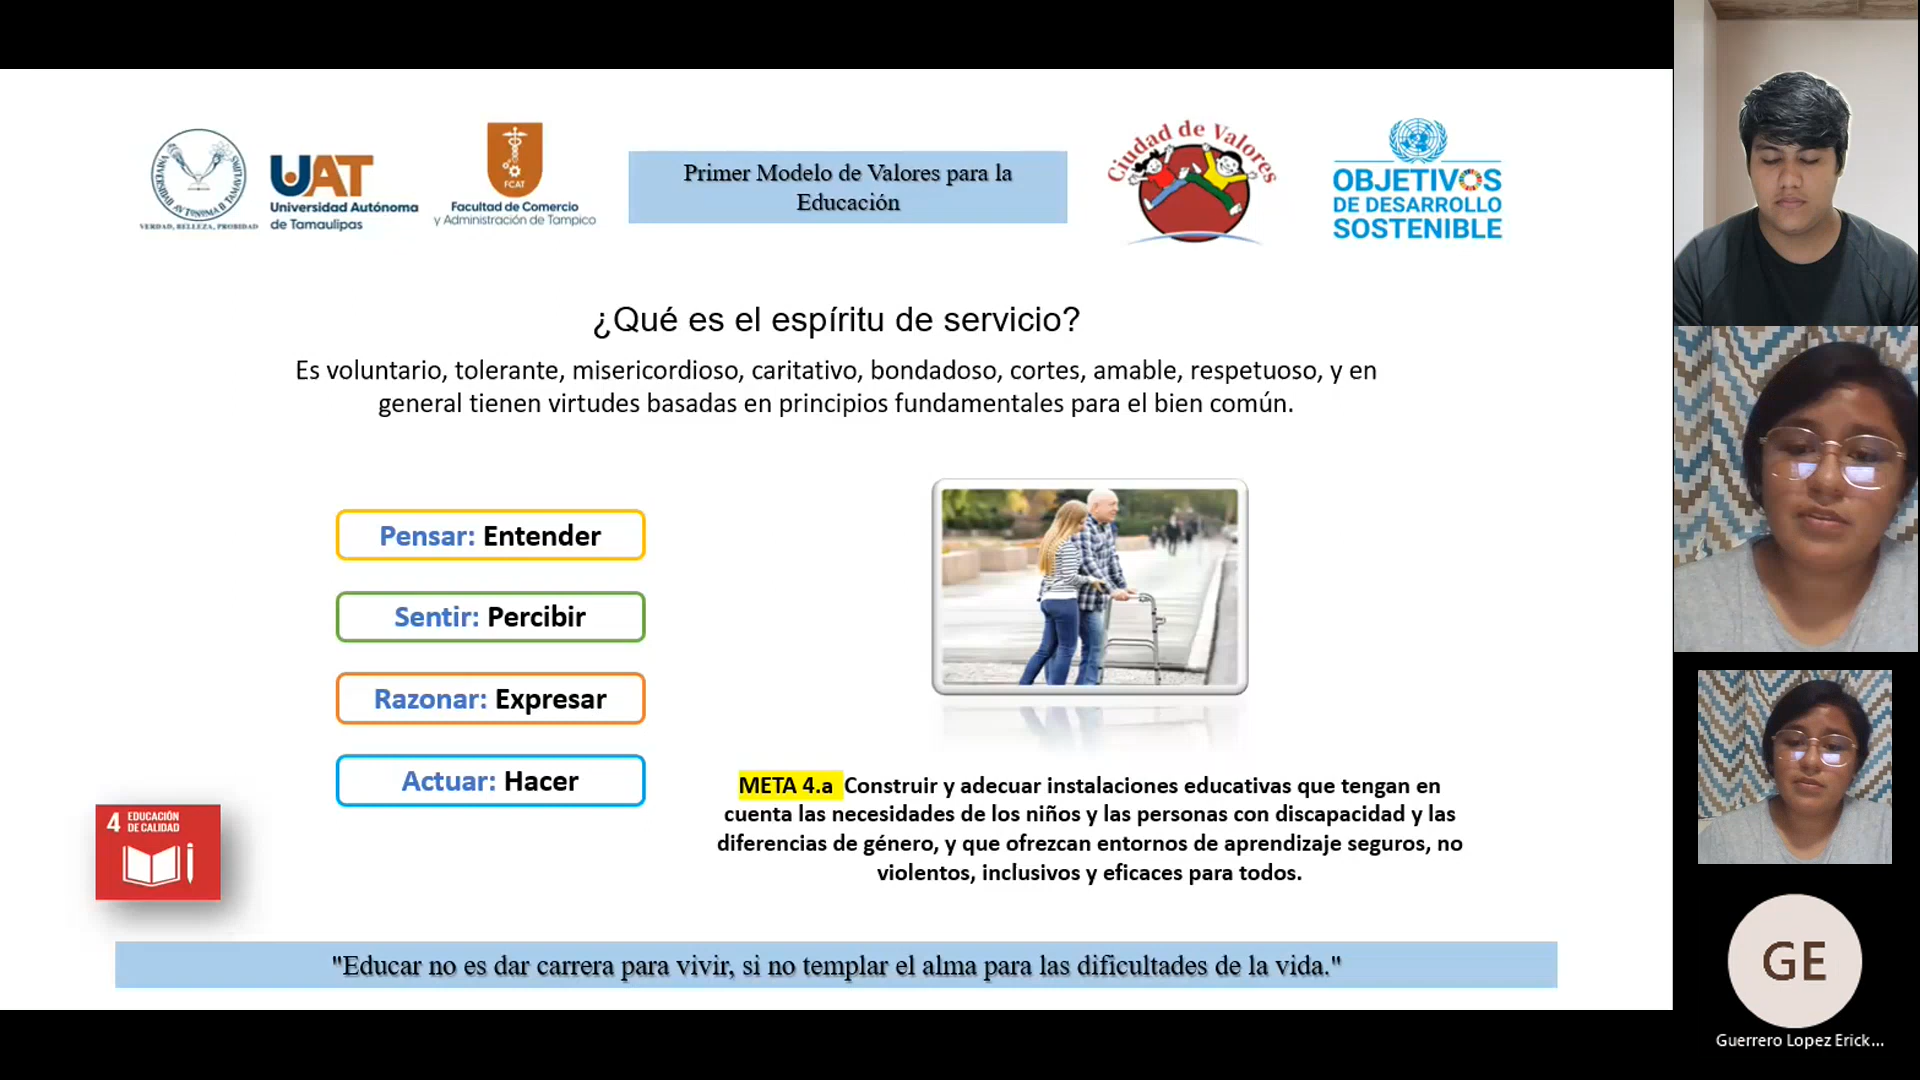 UNIVERSIDAD AVTONOMA D TAMAVLIPAS
VERDAD, BELLEZA, PROBIDAD
UAT
Universidad Autónoma
de Tamaulipas
FCAT
Facultad de Comercio
y Administración de Tampico
Primer Modelo de Valores para la
Educación
Ciudad de Valores
OBJETIVOS
DE DESARROLLO
SOSTENIBLE
¿Qué es el espíritu de servicio?
Es voluntario, tolerante, misericordioso, caritativo, bondadoso, cortes, amable, respetuoso, y en
general tienen virtudes basadas en principios fundamentales para el bien común.
Pensar: Entender
Sentir: Percibir
Razonar: Expresar
Actuar: Hacer
META 4.a Construir y adecuar instalaciones educativas que tengan en
cuenta las necesidades de los niños y las personas con discapacidad y las
diferencias de género, y que ofrezcan entornos de aprendizaje seguros, no
violentos, inclusivos y eficaces para todos.
4 EDUCACIÓN
DE CALIDAD
"Educar no es dar carrera para vivir, si no templar el alma para las dificultades de la vida."
GE
Guerrero Lopez Erick...